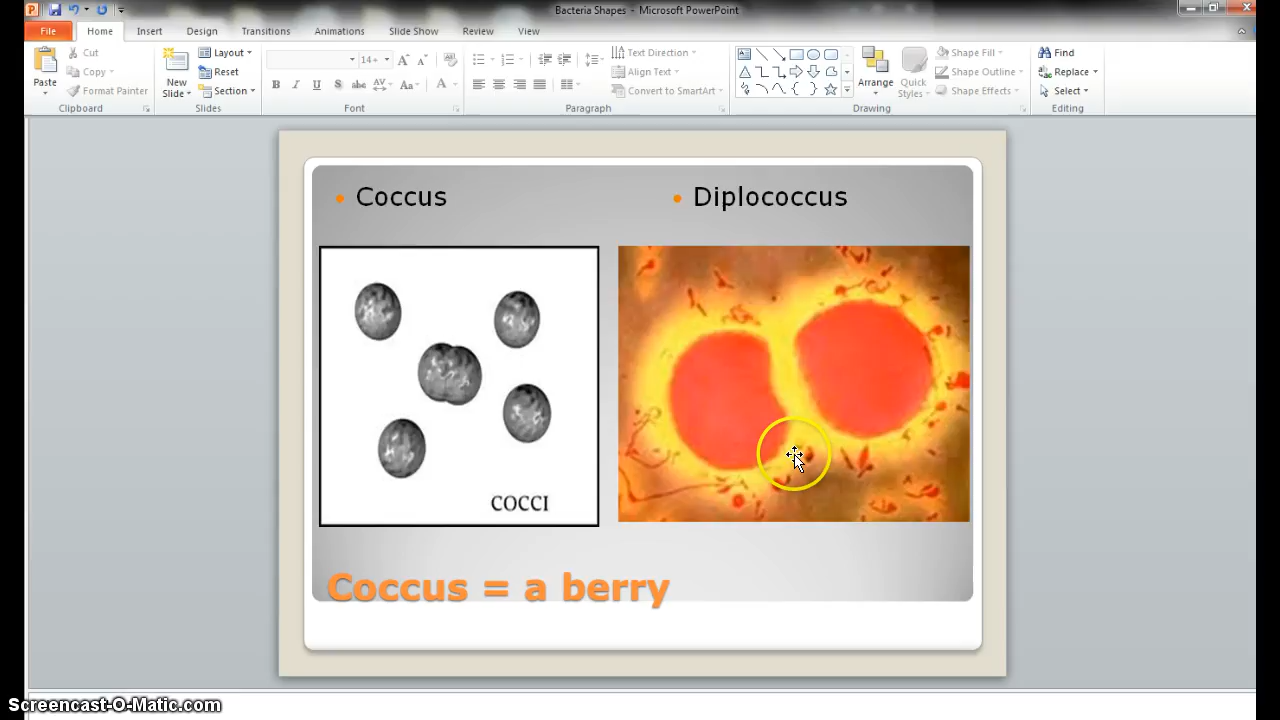 Bacteria Shapes - Microsoft PowerPoint
File Home Insert Design Transitions Animations Slide Show Review View
Paste
Cut
Copy
Format Painter
Clipboard
New
Slide
Layout
Reset
Section
Slides
14
Font
Text Direction
Align Text
Convert to SmartArt
Paragraph
Arrange
Quick
Styles
Shape Fill
Shape Outline
Shape Effects
Drawing
Find
Replace
Select
Editing
Coccus
Diplococcus
COCCI
Coccus = a berry
Screencast-O-Matic.com